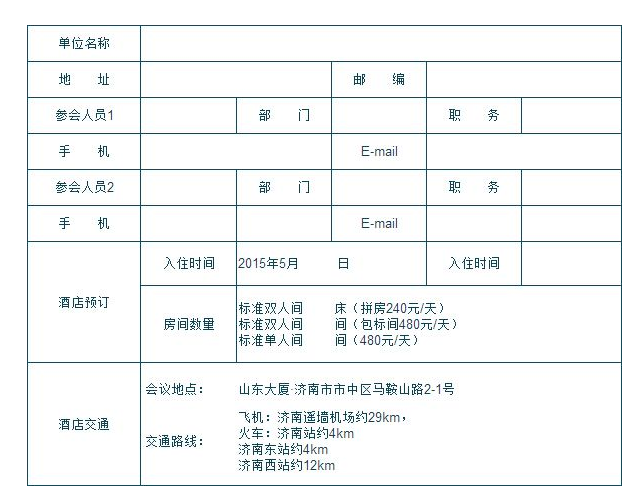 单位名称
地 址 邮 编
参会人员1 部 门 职 务
手 机 E-mail
参会人员2 部 门 职 务
手 机 E-mail
酒店预订 入住时间 2015年5月 日 入住时间
房间数量
标准双人间 床（拼房240元/天）
标准双人间 间（包标间480元/天）
标准单人间 间（480元/天）
酒店交通
会议地点： 山东大厦·济南市市中区马鞍山路2-1号
交通路线：
飞机：济南遥墙机场约29km，
火车：济南站约4km
济南东站约4km
济南西站约12km